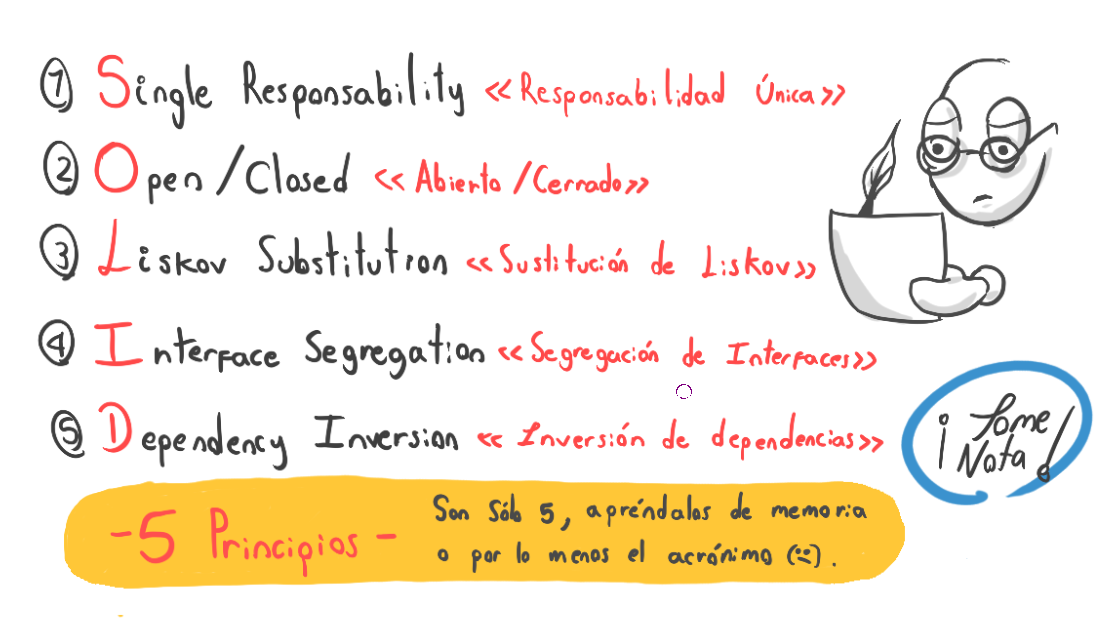 1 Single Responsability <<Responsabilidad Única>>
2 Open/Closed <<Abierto/Cerrado>>
3 Liskov Substitution <<Sustitución de Liskov>>
4 Interface Segregation <<Segregación de Interfaces>>
5 Dependency Inversion <<Inversión de dependencias>>
¡Tome
Nota!
-5 Principios-
Son Sólo 5, apréndalos de memoria
o por lo menos el acrónimo (:().